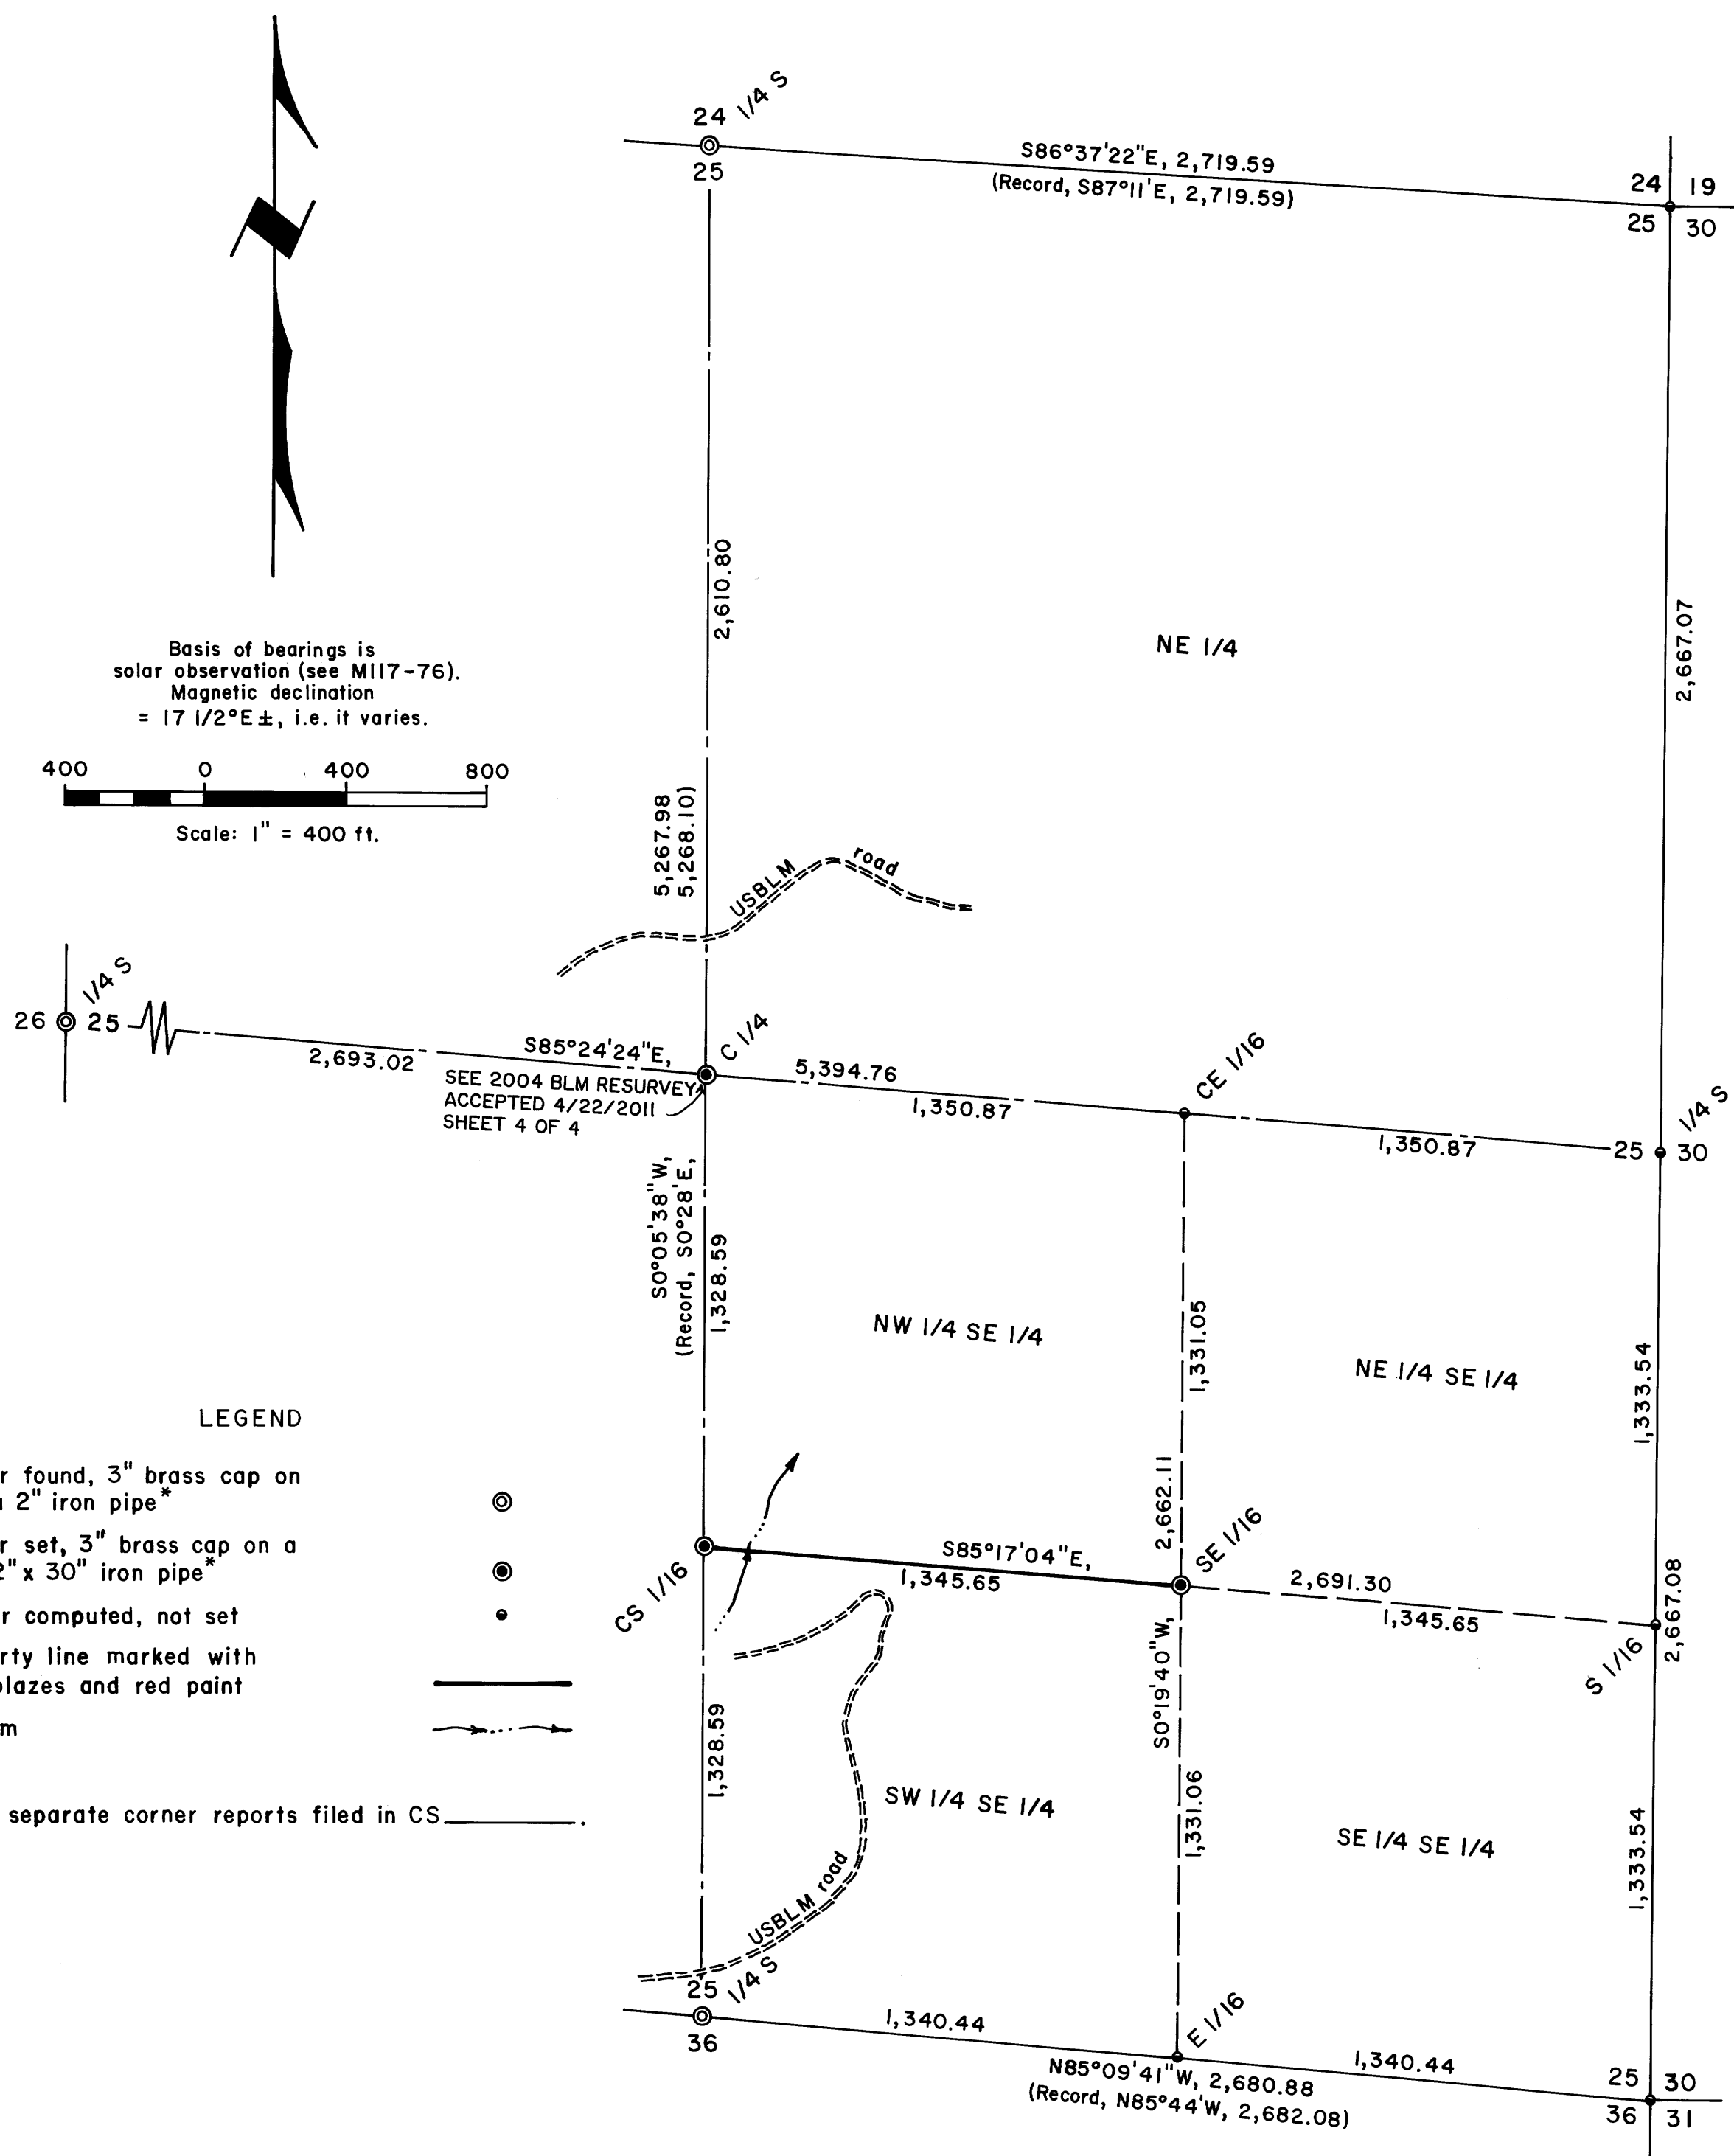 24
1/4 S
25
S86°37'22"E, 2,719.59
(Record, S87°11'E, 2,719.59)
24 19
25 30
2,610.80
NE 1/4
2,667.07
Basis of bearings is
solar observation (see M117-76).
Magnetic declination
= 17 1/2°E±, i.e. it varies.
400 0 400 800
Scale: 1" = 400 ft.
5,267.98
5,268.10)
USBLM road
26
1/4 S
25
2,693.02
S85°24'24"E,
C 1/4
5,394.76
1,350.87
CE 1/16
1,350.87
25 30
1/4 S
SEE 2004 BLM RESURVEY
ACCEPTED 4/22/2011
SHEET 4 OF 4
S0°05'38"W,
(Record, S0°28'E,
1,328.59
NW 1/4 SE 1/4
1,331.05
NE 1/4 SE 1/4
1,333.54
LEGEND
r found, 3" brass cap on
a 2" iron pipe*
r set, 3" brass cap on a
2" x 30" iron pipe*
r computed, not set
rty line marked with
blazes and red paint
m
separate corner reports filed in CS_______.
CS 1/16
S85°17'04"E,
1,345.65
2,662.11
SE 1/16
2,691.30
1,345.65
S 1/16
2,667.08
S0°19'40"W,
1,328.59
SW 1/4 SE 1/4
1,331.06
SE 1/4 SE 1/4
1,333.54
USBLM road
25
1/4 S
36
1,340.44
E 1/16
1,340.44
N85°09'41"W, 2,680.88
(Record, N85°44'W, 2,682.08)
25 30
36 31